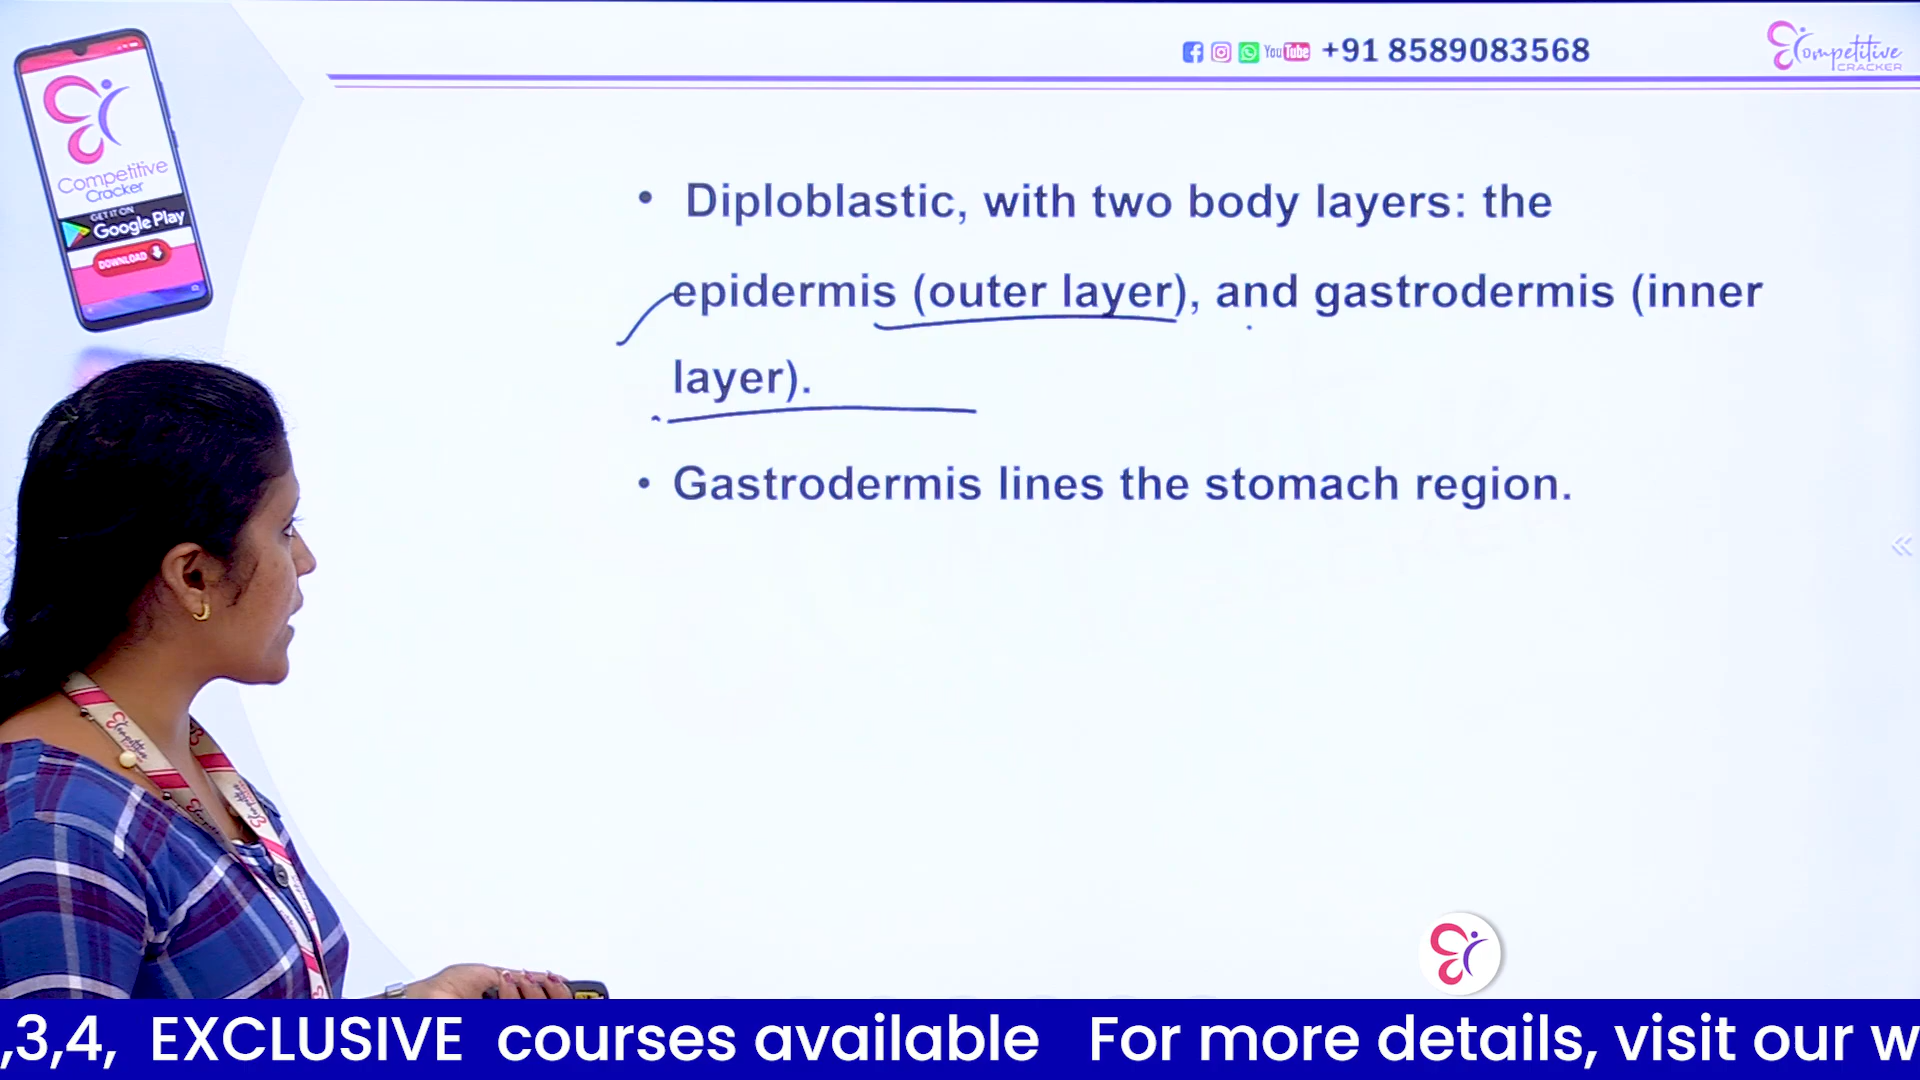 YouTube +91 8589083568
Competitive
CRACKER
Competitive
Cracker
GET IT ON
Google Play
DOWNLOAD
• Diploblastic, with two body layers: the
epidermis (outer layer), and gastrodermis (inner
layer).
• Gastrodermis lines the stomach region.
,3,4, EXCLUSIVE courses available For more details, visit our w